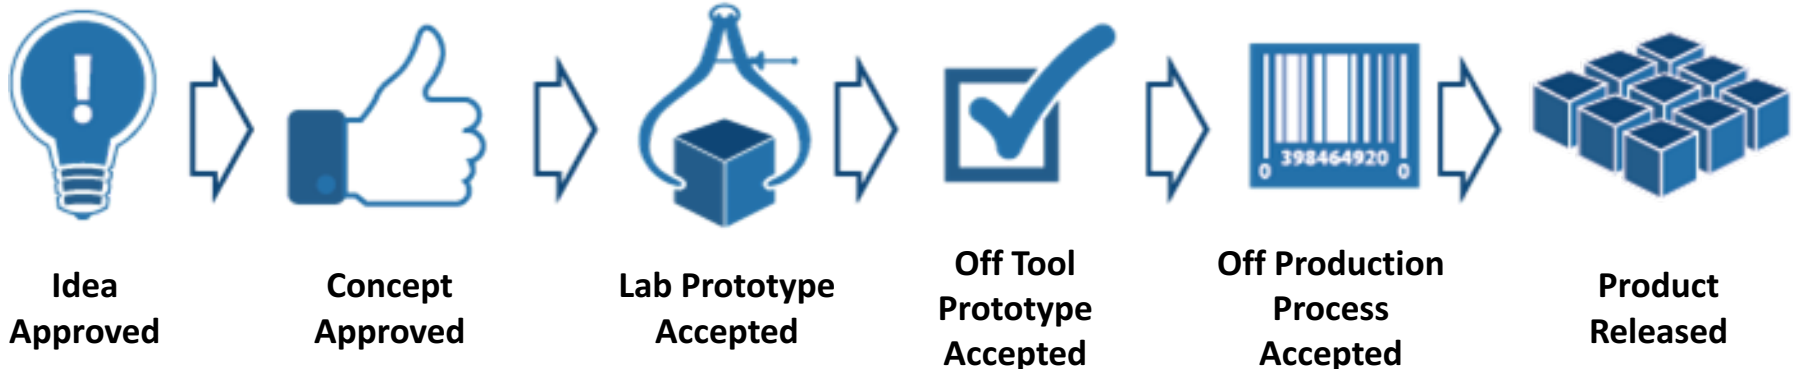 !
398464920
0 0
Idea
Approved
Concept
Approved
Lab Prototype
Accepted
Off Tool
Prototype
Accepted
Off Production
Process
Accepted
Product
Released